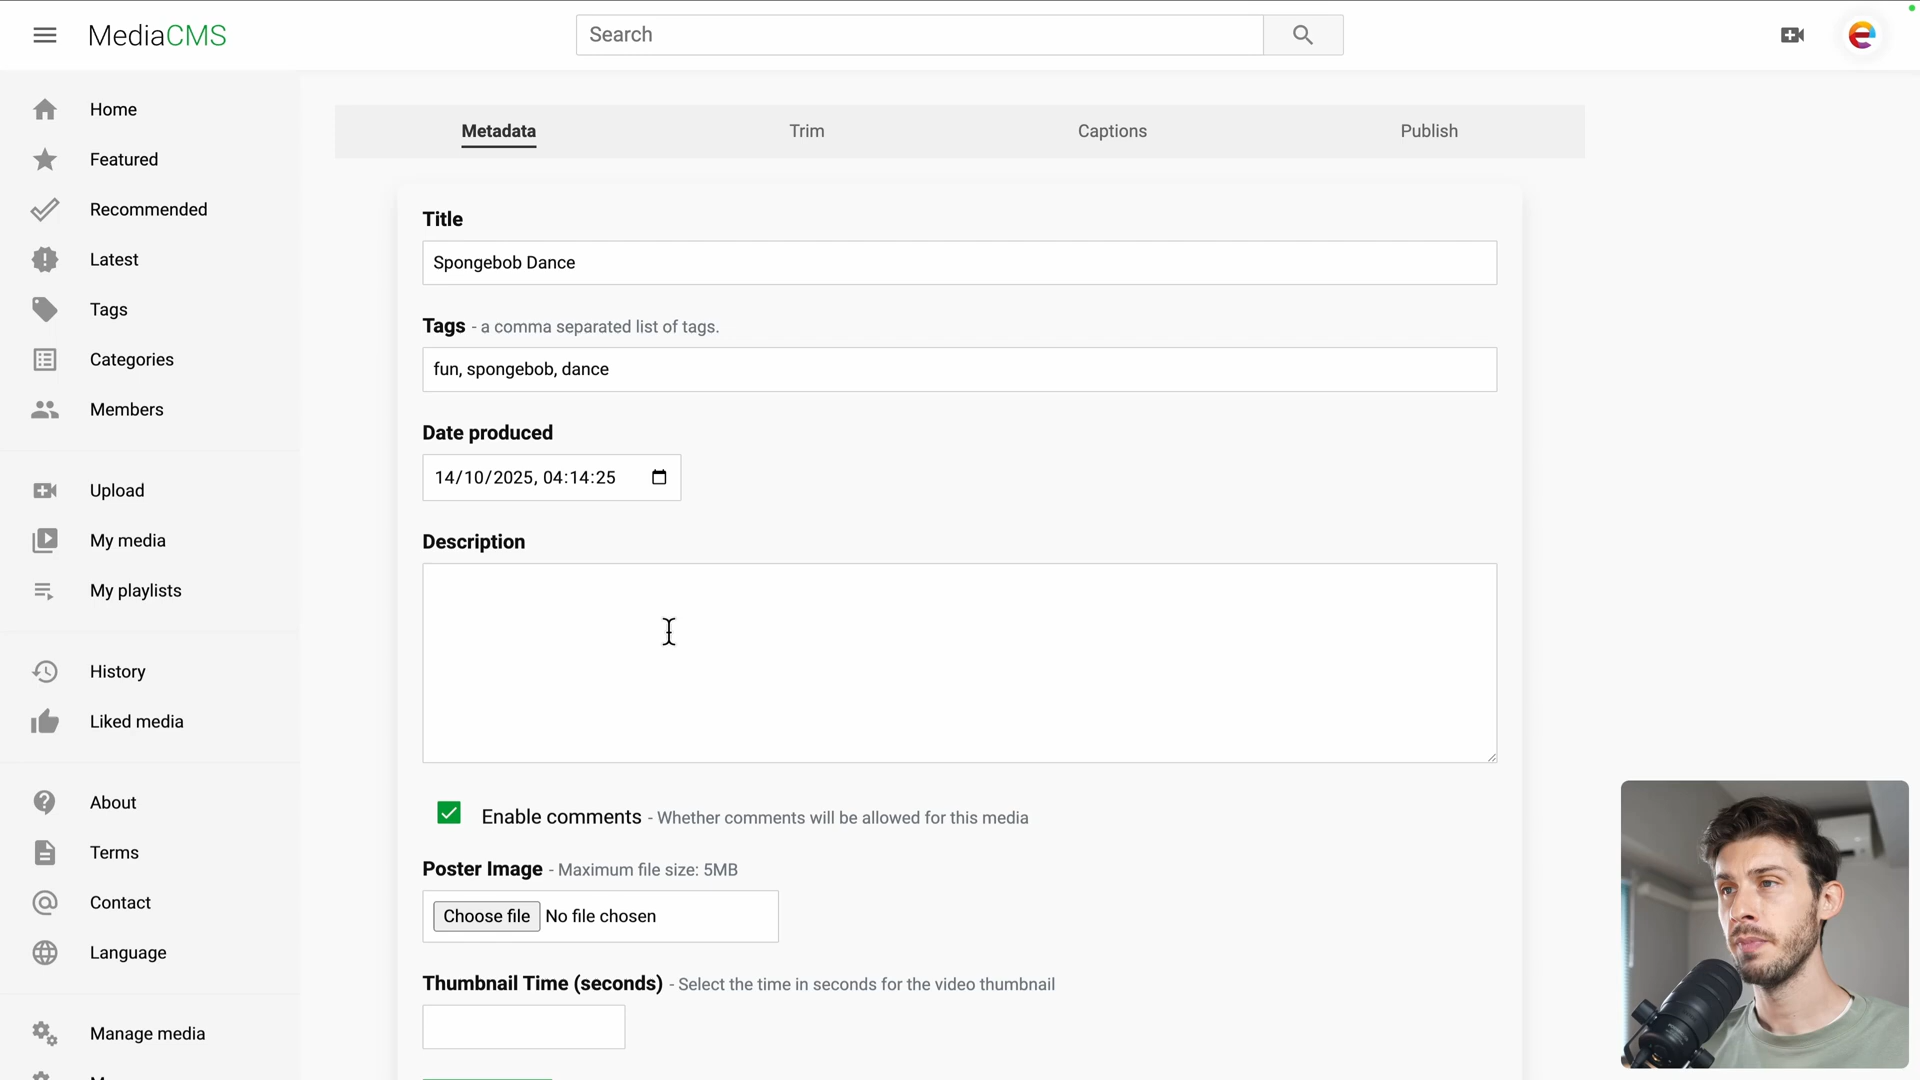 MediaCMS
Search
Home
Featured
Recommended
Latest
Tags
Categories
Members
Upload
My media
My playlists
History
Liked media
About
Terms
Contact
Language
Manage media
Metadata
Trim
Captions
Publish
Title
Spongebob Dance
Tags - a comma separated list of tags.
fun, spongebob, dance
Date produced
14/10/2025, 04:14:25
Description
Enable comments - Whether comments will be allowed for this media
Poster Image - Maximum file size: 5MB
Choose file No file chosen
Thumbnail Time (seconds) - Select the time in seconds for the video thumbnail